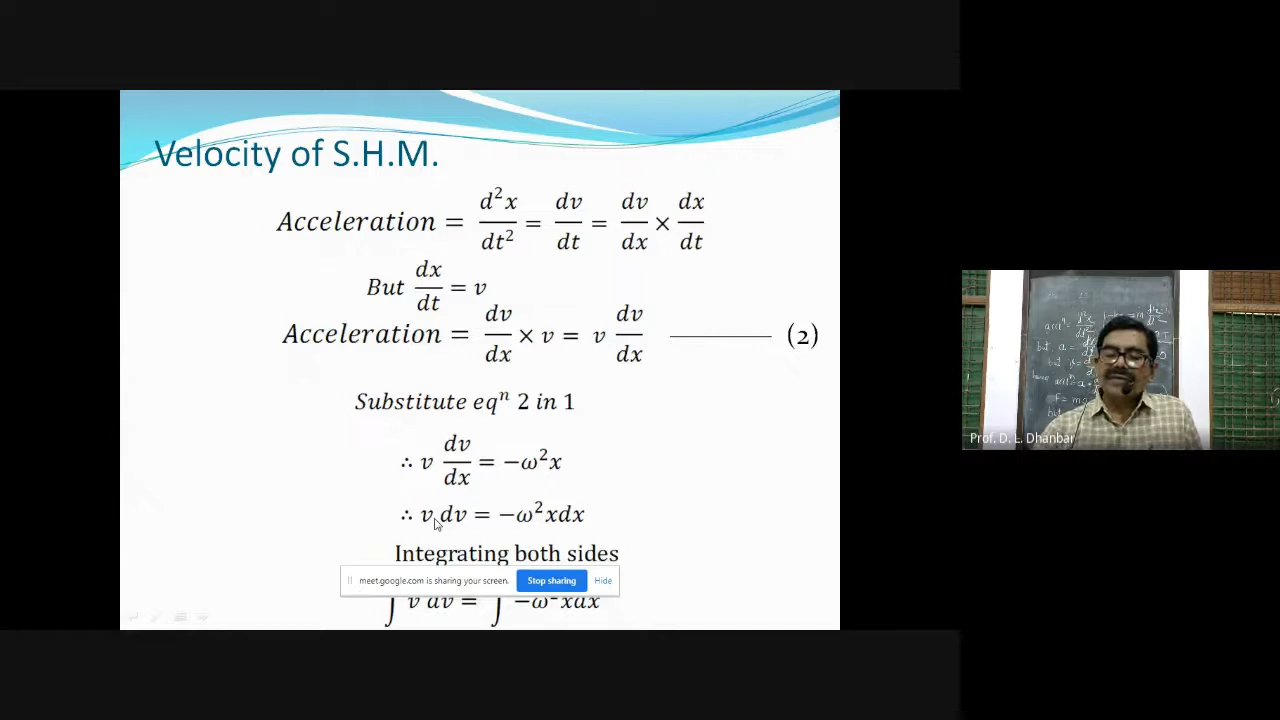 Velocity of S.H.M.
Acceleration = d²x/dt² = dv/dt = dv/dx × dx/dt
But dx/dt = v
Acceleration = dv/dx × v = v dv/dx ———— (2)
Substitute eqⁿ 2 in 1
∴ v dv/dx = −ω²x
∴ v dv = −ω²xdx
Integrating both sides
meet.google.com is sharing your screen. Stop sharing Hide
∫ v dv = ∫ −ω²xdx
Prof. D. L. Dhanbar